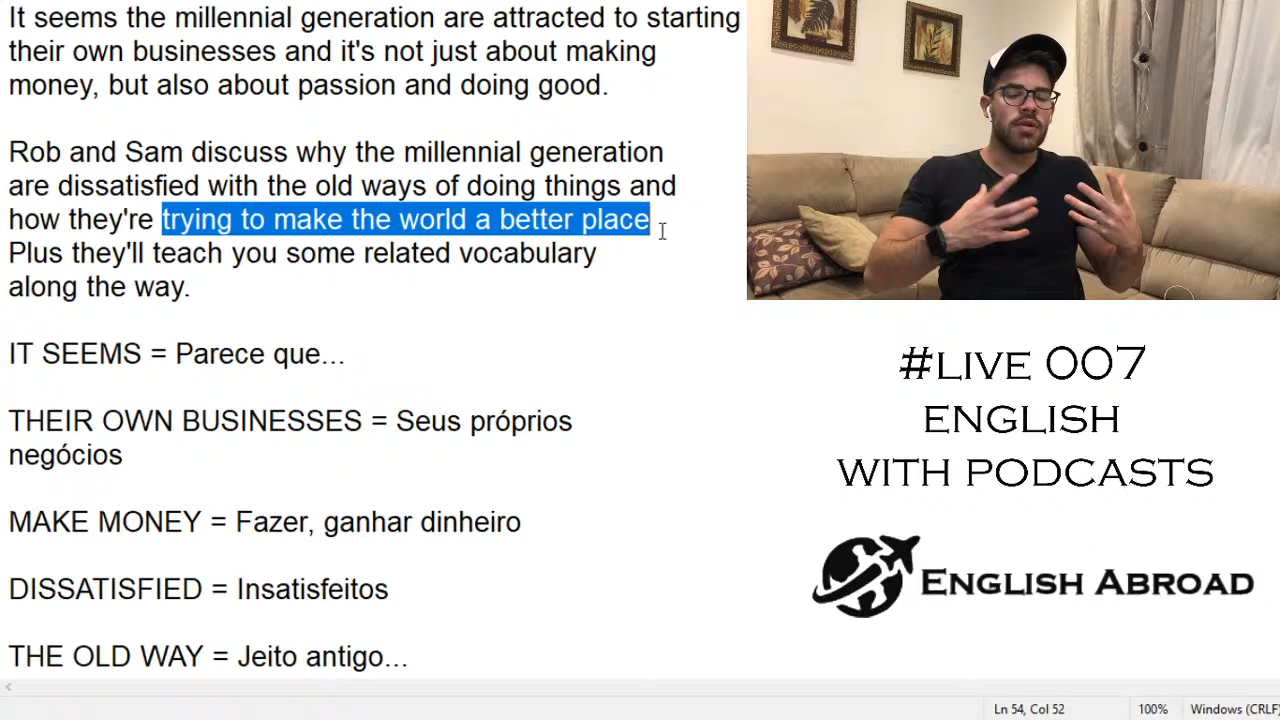 It seems the millennial generation are attracted to starting
their own businesses and it's not just about making
money, but also about passion and doing good.
Rob and Sam discuss why the millennial generation
are dissatisfied with the old ways of doing things and
how they're trying to make the world a better place
Plus they'll teach you some related vocabulary
along the way.
IT SEEMS = Parece que...
THEIR OWN BUSINESSES = Seus próprios
negócios
MAKE MONEY = Fazer, ganhar dinheiro
DISSATISFIED = Insatisfeitos
THE OLD WAY = Jeito antigo...
#LIVE 007
ENGLISH
WITH PODCASTS
ENGLISH ABROAD
Ln 54, Col 52
100%
Windows (CRLF